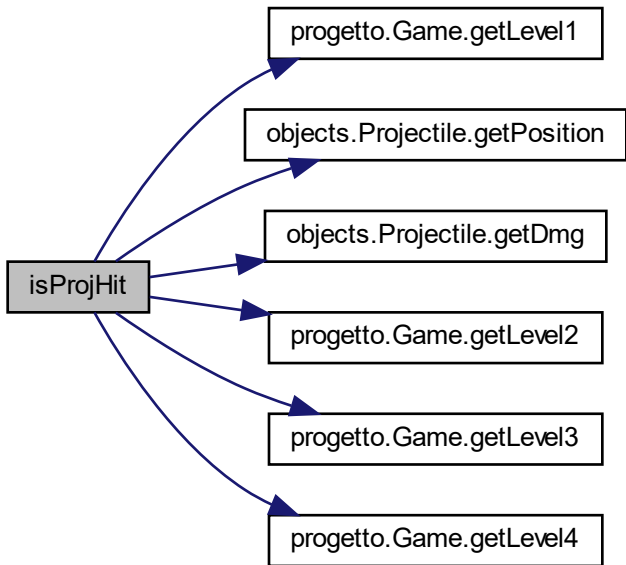 progetto.Game.getLevel1
objects.Projectile.getPosition
objects.Projectile.getDmg
isProjHit
progetto.Game.getLevel2
progetto.Game.getLevel3
progetto.Game.getLevel4